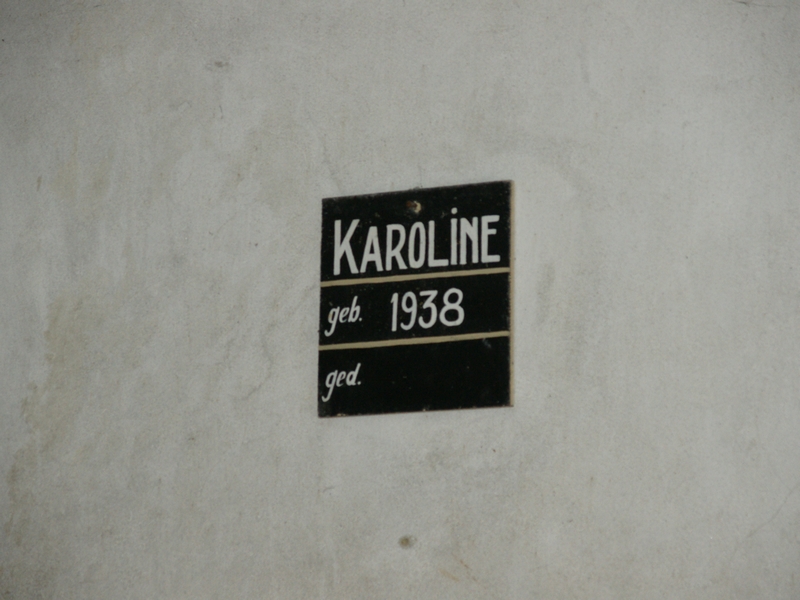 KAROLiNE
geb. 1938
ged.